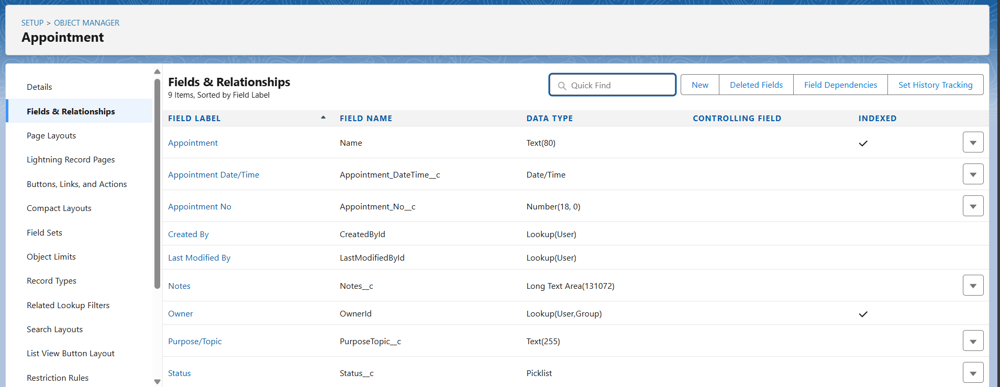 SETUP > OBJECT MANAGER
Appointment
Details
Fields & Relationships
Page Layouts
Lightning Record Pages
Buttons, Links, and Actions
Compact Layouts
Field Sets
Object Limits
Record Types
Related Lookup Filters
Search Layouts
List View Button Layout
Restriction Rules
Fields & Relationships
9 Items, Sorted by Field Label
Quick Find
New
Deleted Fields
Field Dependencies
Set History Tracking
FIELD LABEL FIELD NAME DATA TYPE CONTROLLING FIELD INDEXED
Appointment Name Text(80)
Appointment Date/Time Appointment_DateTime__c Date/Time
Appointment No Appointment_No__c Number(18, 0)
Created By CreatedById Lookup(User)
Last Modified By LastModifiedById Lookup(User)
Notes Notes__c Long Text Area(131072)
Owner OwnerId Lookup(User,Group)
Purpose/Topic PurposeTopic__c Text(255)
Status Status__c Picklist